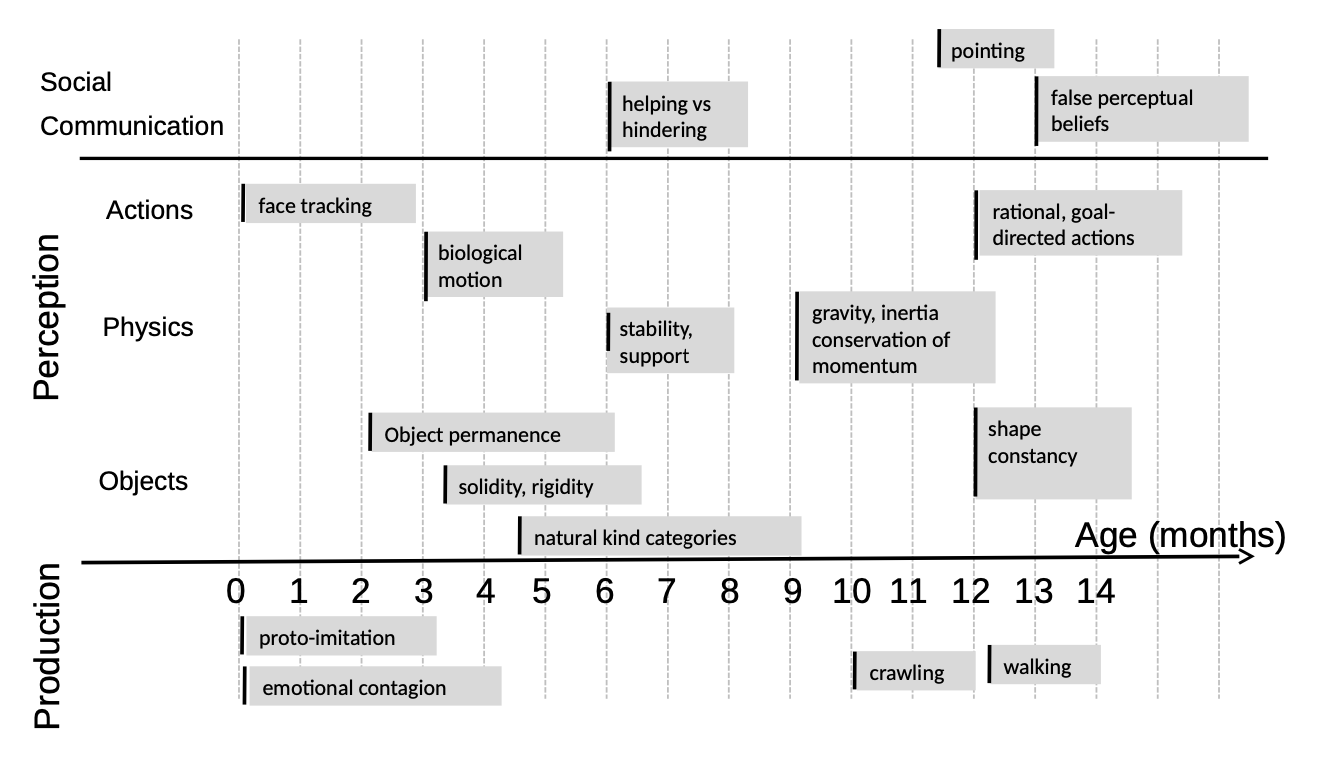 pointing
Social
helping vs
hindering
false perceptual
beliefs
Communication
Perception
Actions
face tracking
rational, goal-
directed actions
biological
motion
Physics
stability,
support
gravity, inertia
conservation of
momentum
Object permanence
shape
constancy
Objects
solidity, rigidity
natural kind categories
Age (months)
0 1 2 3 4 5 6 7 8 9 10 11 12 13 14
Production
proto-imitation
crawling
walking
emotional contagion